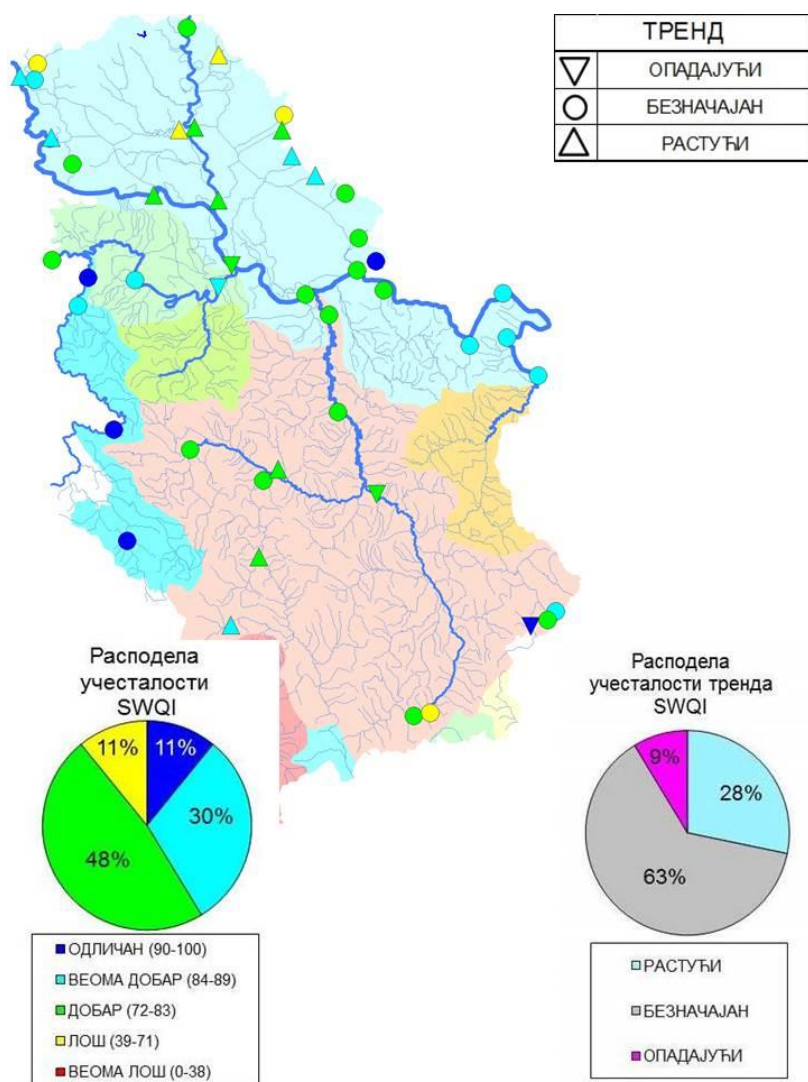 ТРЕНД
ОПАДАЈУЋИ
БЕЗНАЧАЈАН
РАСТУЋИ
Расподела
учесталости
SWQI
11%
11%
30%
48%
ОДЛИЧАН (90-100)
ВЕОМА ДОБАР (84-89)
ДОБАР (72-83)
ЛОШ (39-71)
ВЕОМА ЛОШ (0-38)
Расподела
учесталости тренда
SWQI
9%
28%
63%
РАСТУЋИ
БЕЗНАЧАЈАН
ОПАДАЈУЋИ